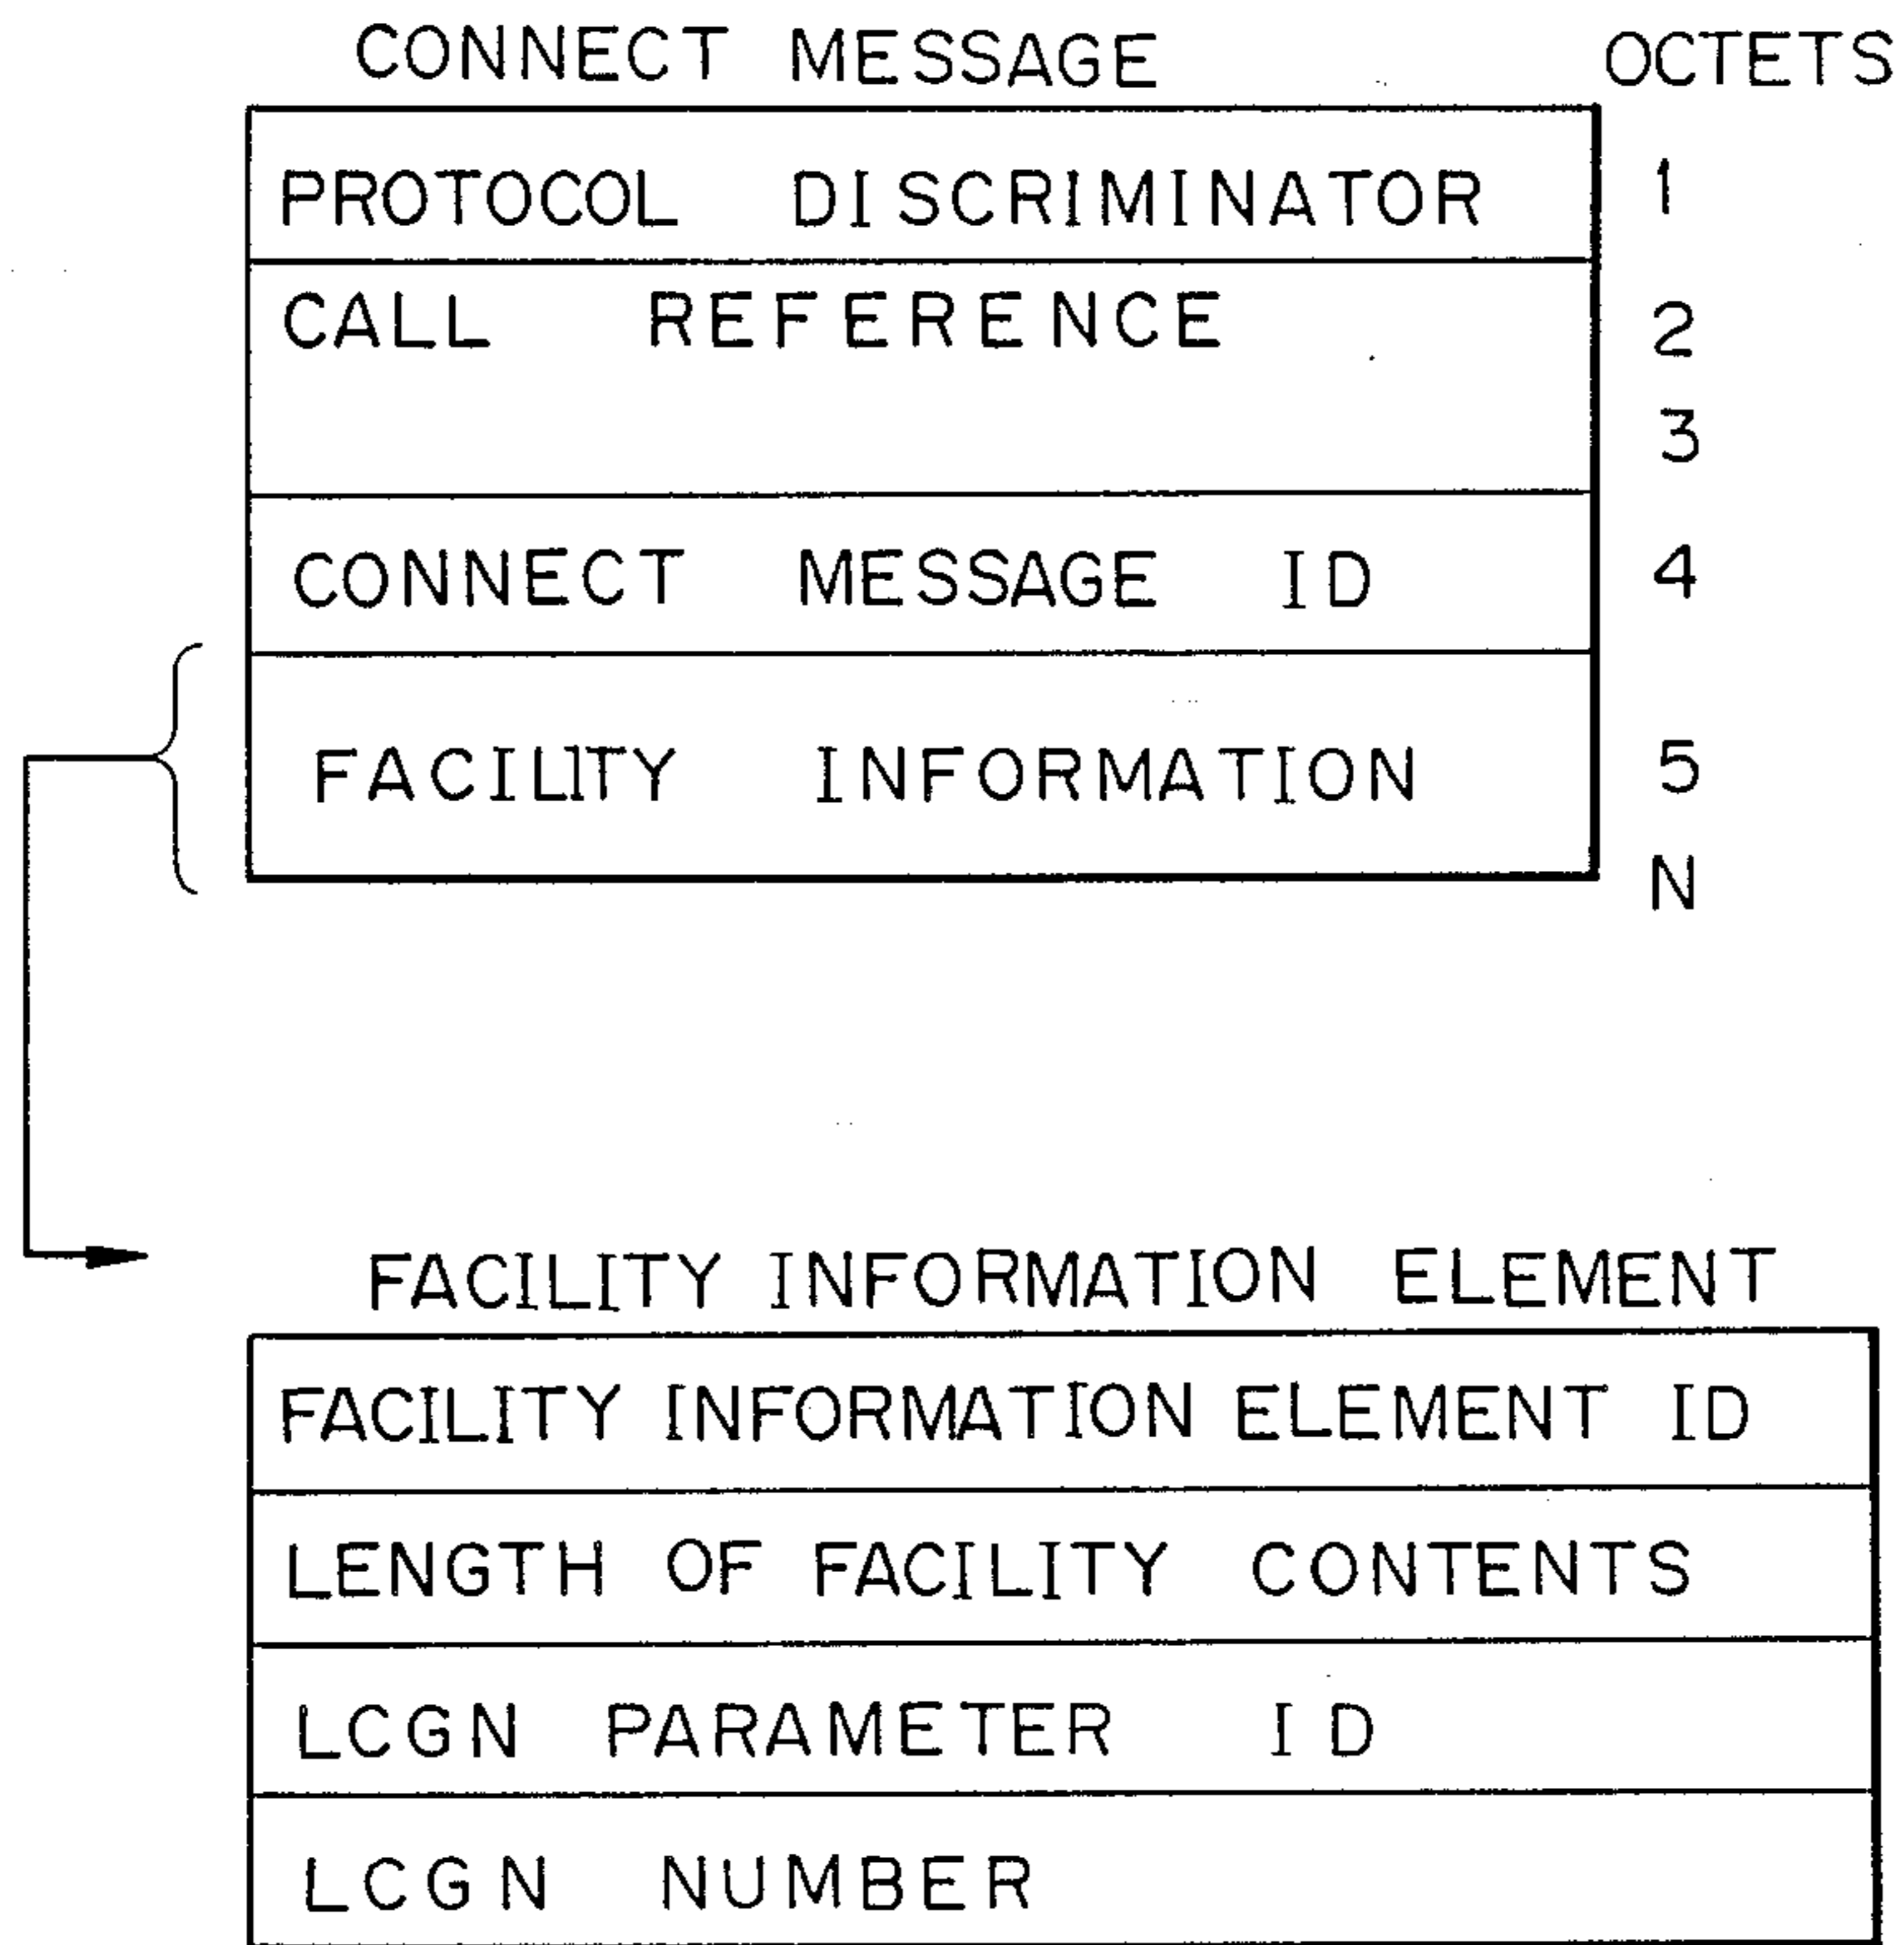 CONNECT MESSAGE OCTETS
PROTOCOL DISCRIMINATOR 1
CALL REFERENCE 2
3
CONNECT MESSAGE ID 4
FACILITY INFORMATION 5
N
FACILITY INFORMATION ELEMENT
FACILITY INFORMATION ELEMENT ID
LENGTH OF FACILITY CONTENTS
LCGN PARAMETER ID
LCGN NUMBER